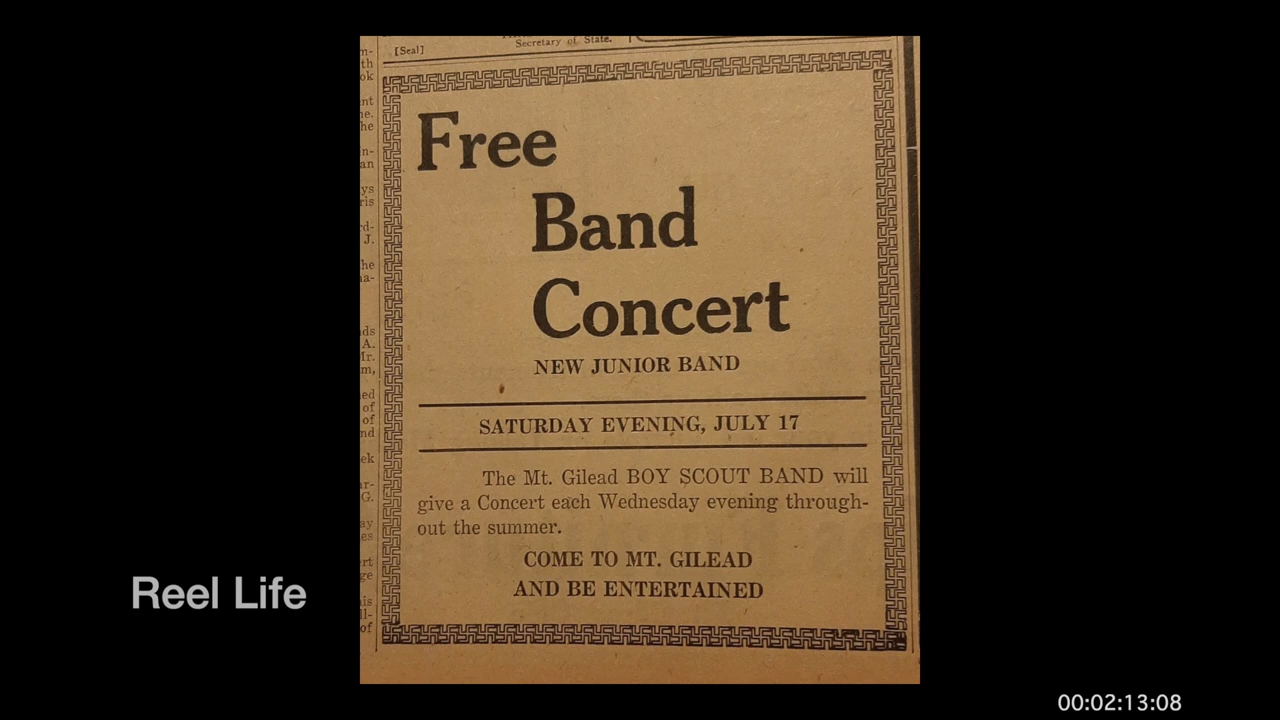 [Seal]
Secretary of State.
Free
Band
Concert
NEW JUNIOR BAND
SATURDAY EVENING, JULY 17
The Mt. Gilead BOY SCOUT BAND will
give a Concert each Wednesday evening through-
out the summer.
COME TO MT. GILEAD
AND BE ENTERTAINED
Reel Life
00:02:13:08